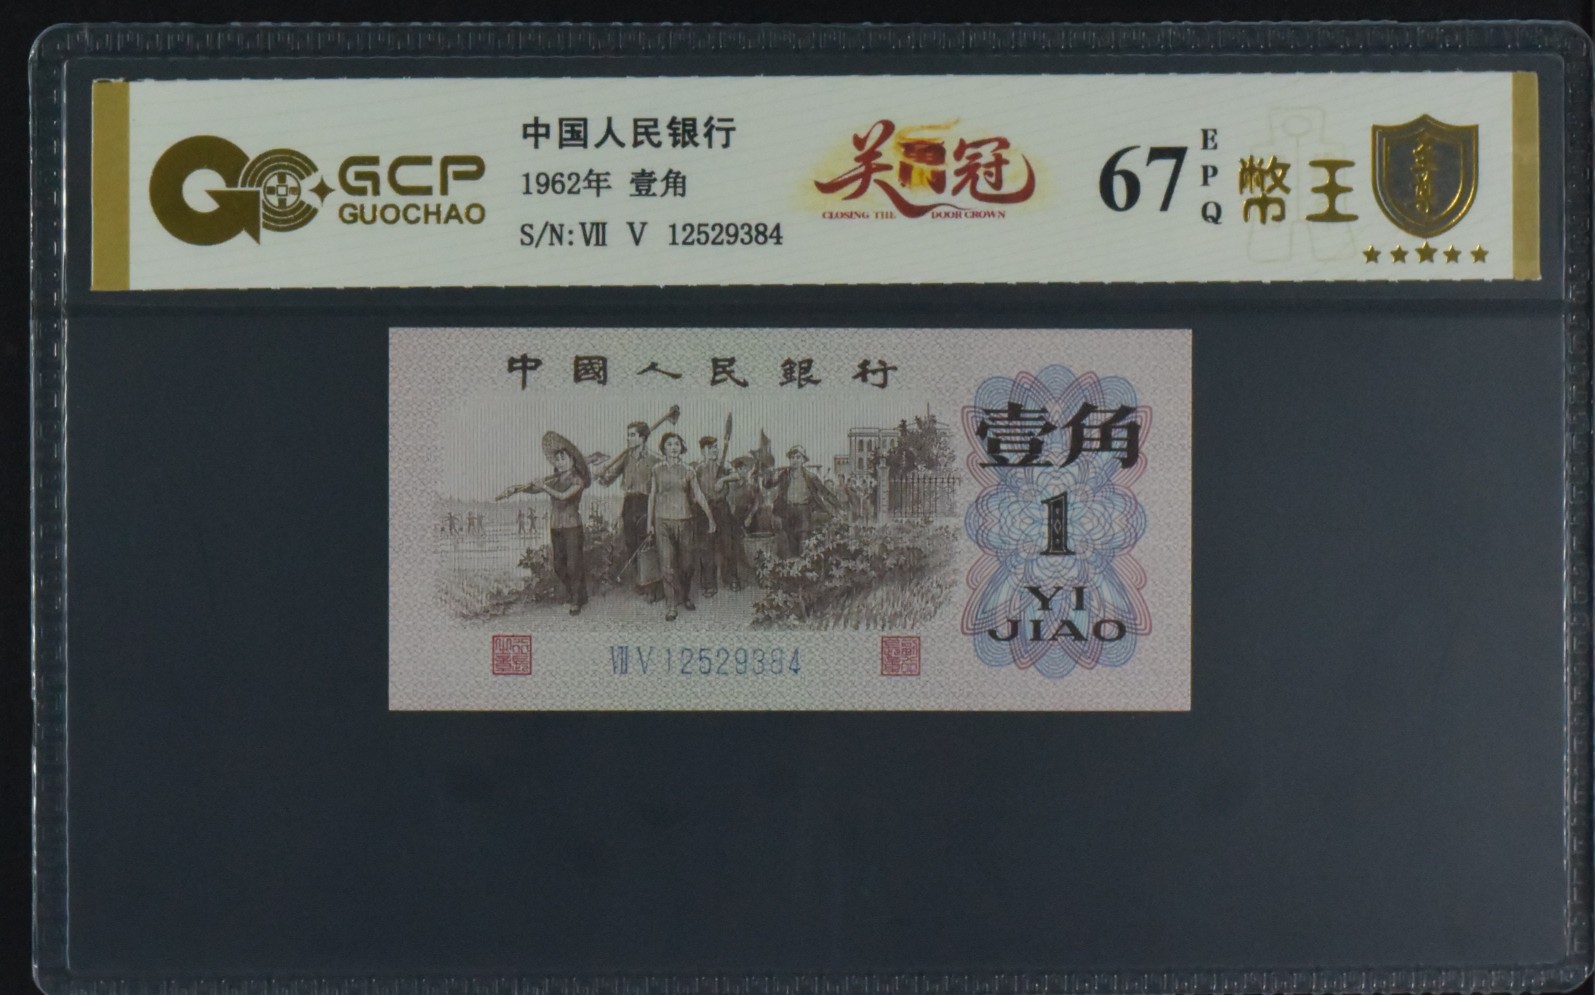 GCP
GUOCHAO
中国人民银行
1962年 壹角
S/N:Ⅶ Ⅴ 12529384
关门冠
CLOSING THE DOOR CROWN
67
EPQ
幣王
中國人民銀行
壹角
1
YI
JIAO
ⅦⅤ12529384